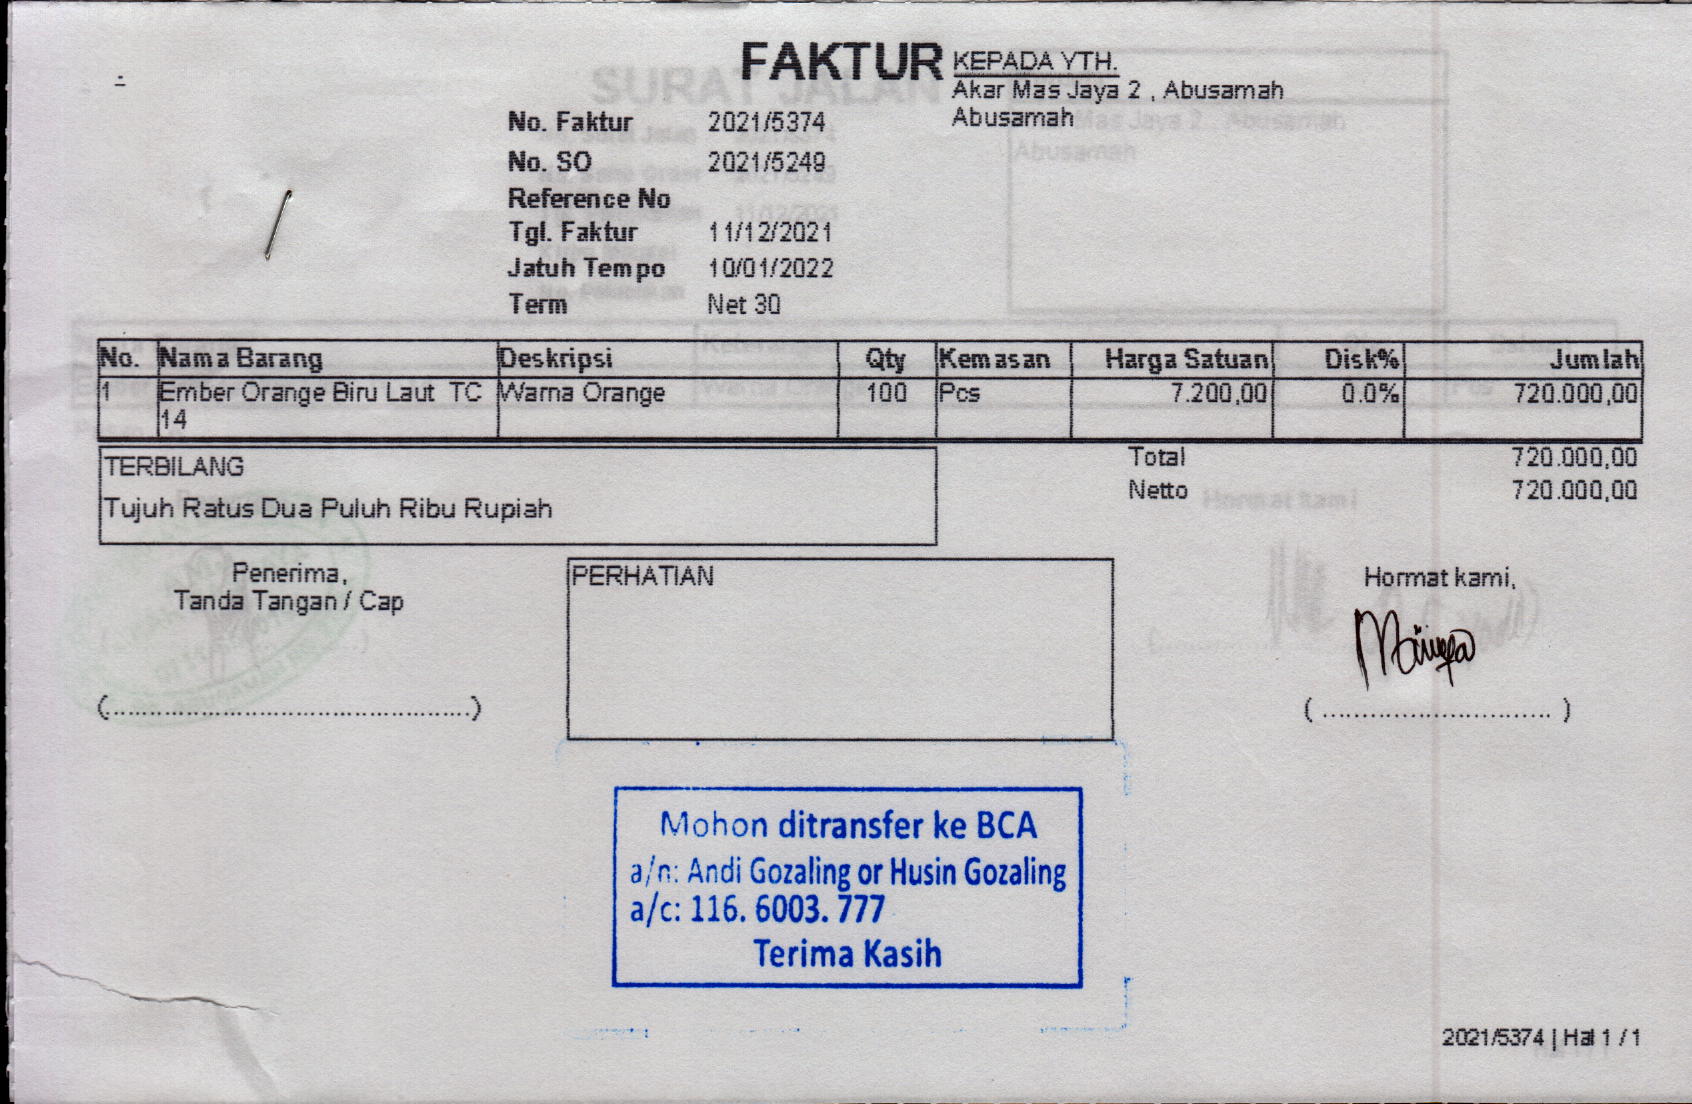 FAKTUR
KEPADA YTH.
Akar Mas Jaya 2 , Abusamah
Abusamah
No. Faktur 2021/5374
No. SO 2021/5249
Reference No
Tgl. Faktur 11/12/2021
Jatuh Tempo 10/01/2022
Term Net 30
No. Nama Barang Deskripsi Qty Kemasan Harga Satuan Disk% Jumlah
1 Ember Orange Biru Laut TC Warna Orange 100 Pcs 7.200,00 0.0% 720.000,00
14
TERBILANG
Tujuh Ratus Dua Puluh Ribu Rupiah
Total 720.000,00
Netto 720.000,00
Penerima,
Tanda Tangan / Cap
(............................................)
PERHATIAN
Hormat kami,
( ............................ )
Mohon ditransfer ke BCA
a/n: Andi Gozaling or Husin Gozaling
a/c: 116. 6003. 777
Terima Kasih
2021/5374 | Hal 1 / 1